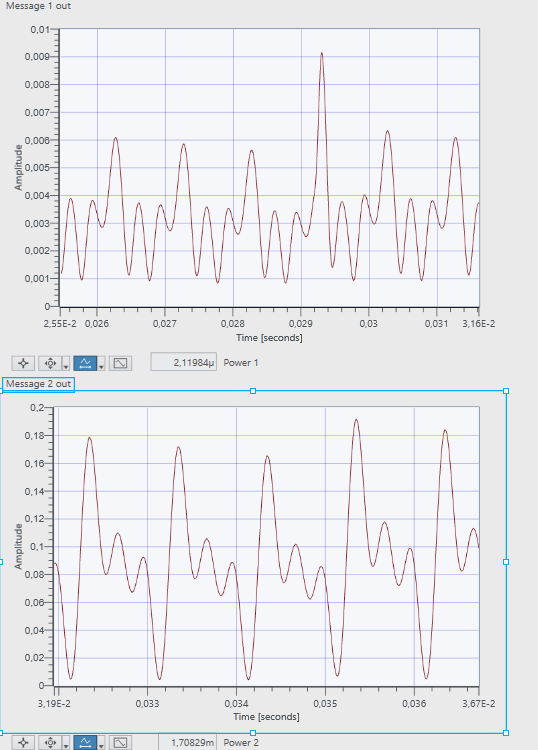 Message 1 out
0,01
0,009
0,008
0,007
0,006
0,005
0,004
0,003
0,002
0,001
0
Amplitude
2,55E-2 0,026 0,027 0,028 0,029 0,03 0,031 3,16E-2
Time [seconds]
2,11984µ Power 1
Message 2 out
0,2
0,18
0,16
0,14
0,12
0,1
0,08
0,06
0,04
0,02
0
Amplitude
3,19E-2 0,033 0,034 0,035 0,036 3,67E-2
Time [seconds]
1,70829m Power 2